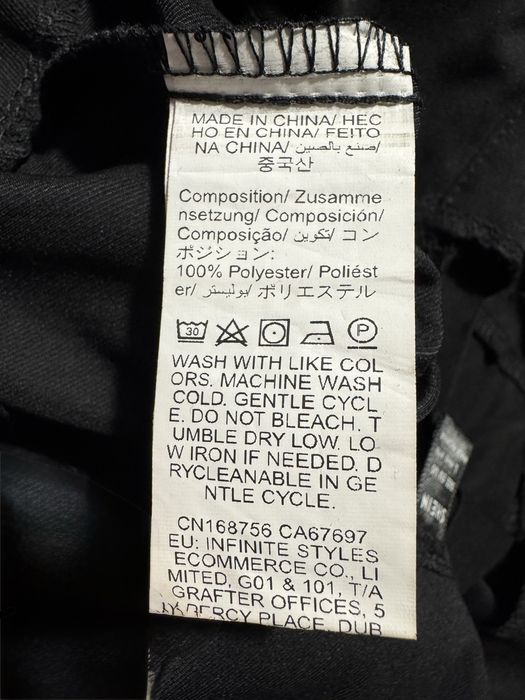 MADE IN CHINA/ HEC
HO EN CHINA/ FEITO
NA CHINA/ صنع بالصين/
중국산
Composition/ Zusamme
nsetzung/ Composición/
Composição/ تكوين/ コン
ポジション:
100% Polyester/ Poliést
er/ بوليستر/ ポリエステル
30 P
WASH WITH LIKE COL
ORS. MACHINE WASH
COLD. GENTLE CYCL
E. DO NOT BLEACH. T
UMBLE DRY LOW. LO
W IRON IF NEEDED. D
RYCLEANABLE IN GE
NTLE CYCLE.
CN168756 CA67697
EU: INFINITE STYLES
ECOMMERCE CO., LI
MITED, G01 & 101, T/A
GRAFTER OFFICES, 5
PERCY PLACE, DUB